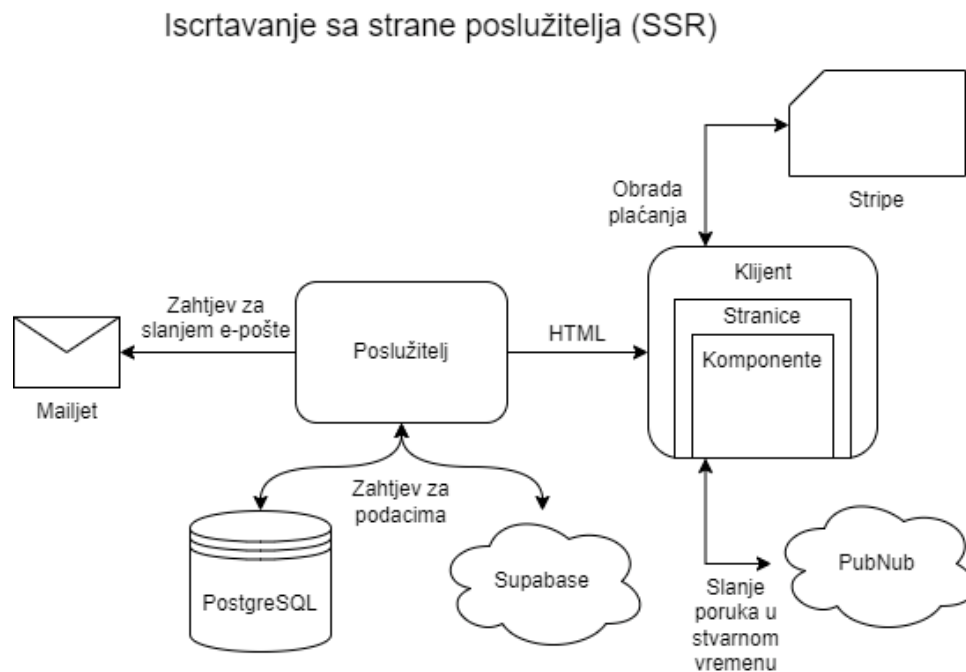 Iscrtavanje sa strane poslužitelja (SSR)
Stripe
Obrada
plaćanja
Klijent
Stranice
Komponente
HTML
Poslužitelj
Zahtjev za
slanjem e-pošte
Mailjet
Zahtjev za
podacima
PostgreSQL
Supabase
PubNub
Slanje
poruka u
stvarnom
vremenu